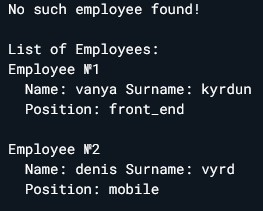 No such employee found!
List of Employees:
Employee №1
Name: vanya Surname: kyrdun
Position: front_end
Employee №2
Name: denis Surname: vyrd
Position: mobile